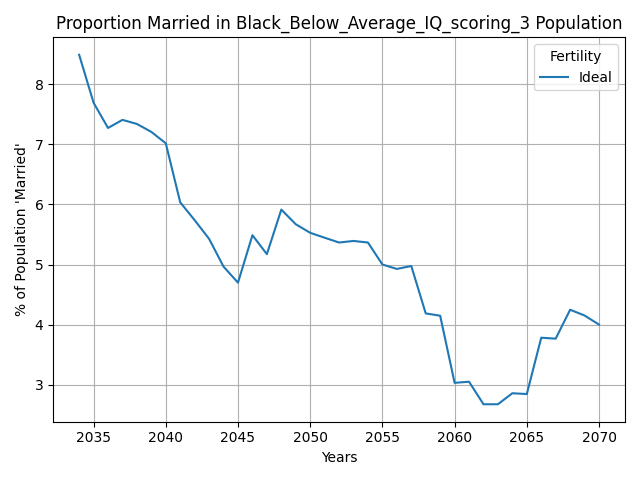 Proportion Married in Black_Below_Average_IQ_scoring_3 Population
Fertility
Ideal
% of Population 'Married'
8
7
6
5
4
3
2035 2040 2045 2050 2055 2060 2065 2070
Years